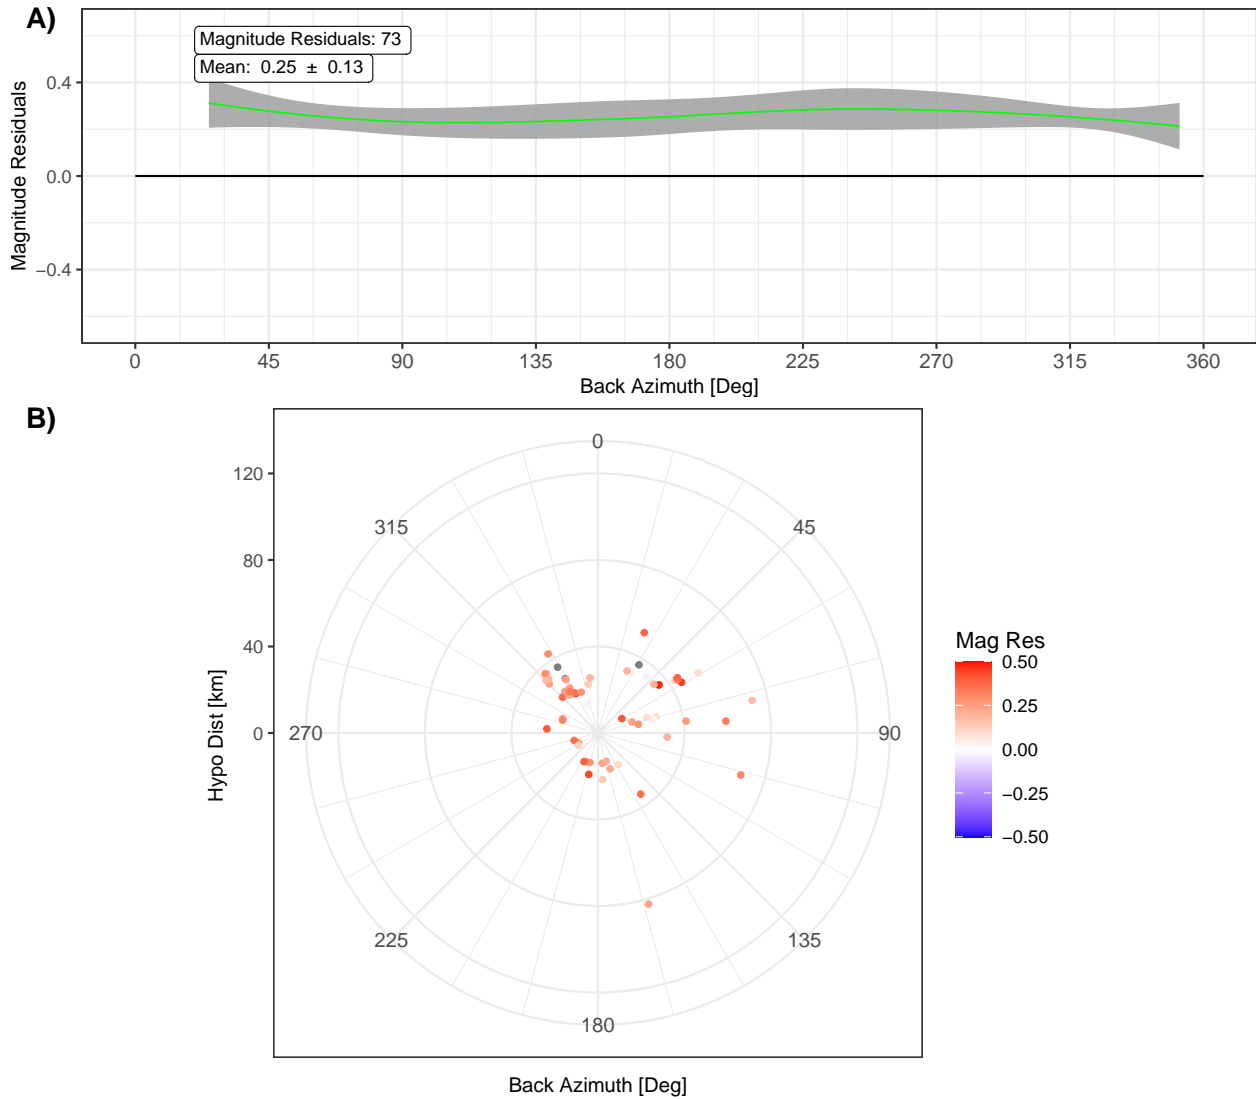 A)
Magnitude Residuals: 73
Mean:  0.25  ±  0.13
0.4
0.0
−0.4
Magnitude Residuals
0 45 90 135 180 225 270 315 360
Back Azimuth [Deg]
B)
0
45
90
135
180
225
270
315
120
80
40
0
Hypo Dist [km]
Back Azimuth [Deg]
Mag Res
0.50
0.25
0.00
−0.25
−0.50